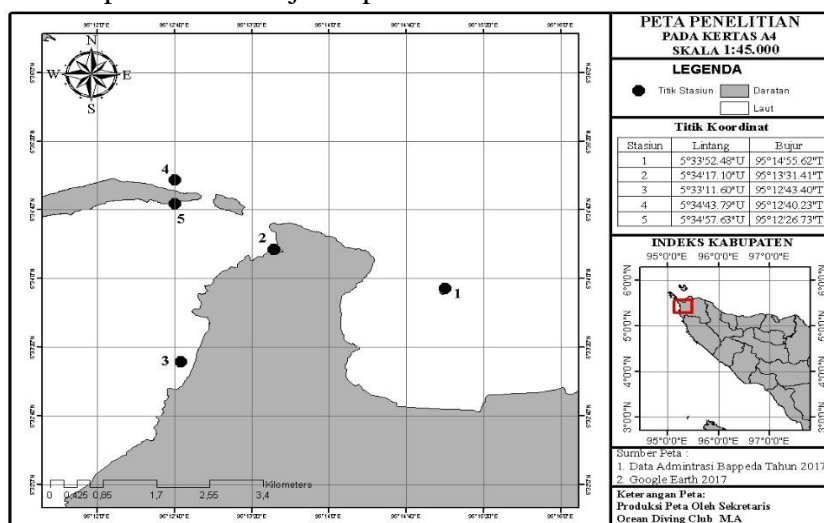 PETA PENELITIAN
PADA KERTAS A4
SKALA 1:45.000
LEGENDA
Titik Stasiun
Daratan
Laut
Titik Koordinat
Stasiun Lintang Bujur
1 5°33'52.48"U 95°14'55.62"T
2 5°34'17.10"U 95°13'31.41"T
3 5°33'11.60"U 95°12'43.40"T
4 5°34'43.79"U 95°12'40.23"T
5 5°34'57.63"U 95°12'26.73"T
INDEKS KABUPATEN
95°0'0"E 96°0'0"E 97°0'0"E
6°0'0"N
5°0'0"N
4°0'0"N
3°0'0"N
95°0'0"E 96°0'0"E 97°0'0"E
Sumber Peta :
1. Data Admintrasi Bappeda Tahun 2017
2. Google Earth 2017
Keterangan Peta:
Produksi Peta Oleh Sekretaris
Ocean Diving Club M.A
N
W E
S
4
5
2
1
3
Kilometers
0 0,425 0,85 1,7 2,55 3,4